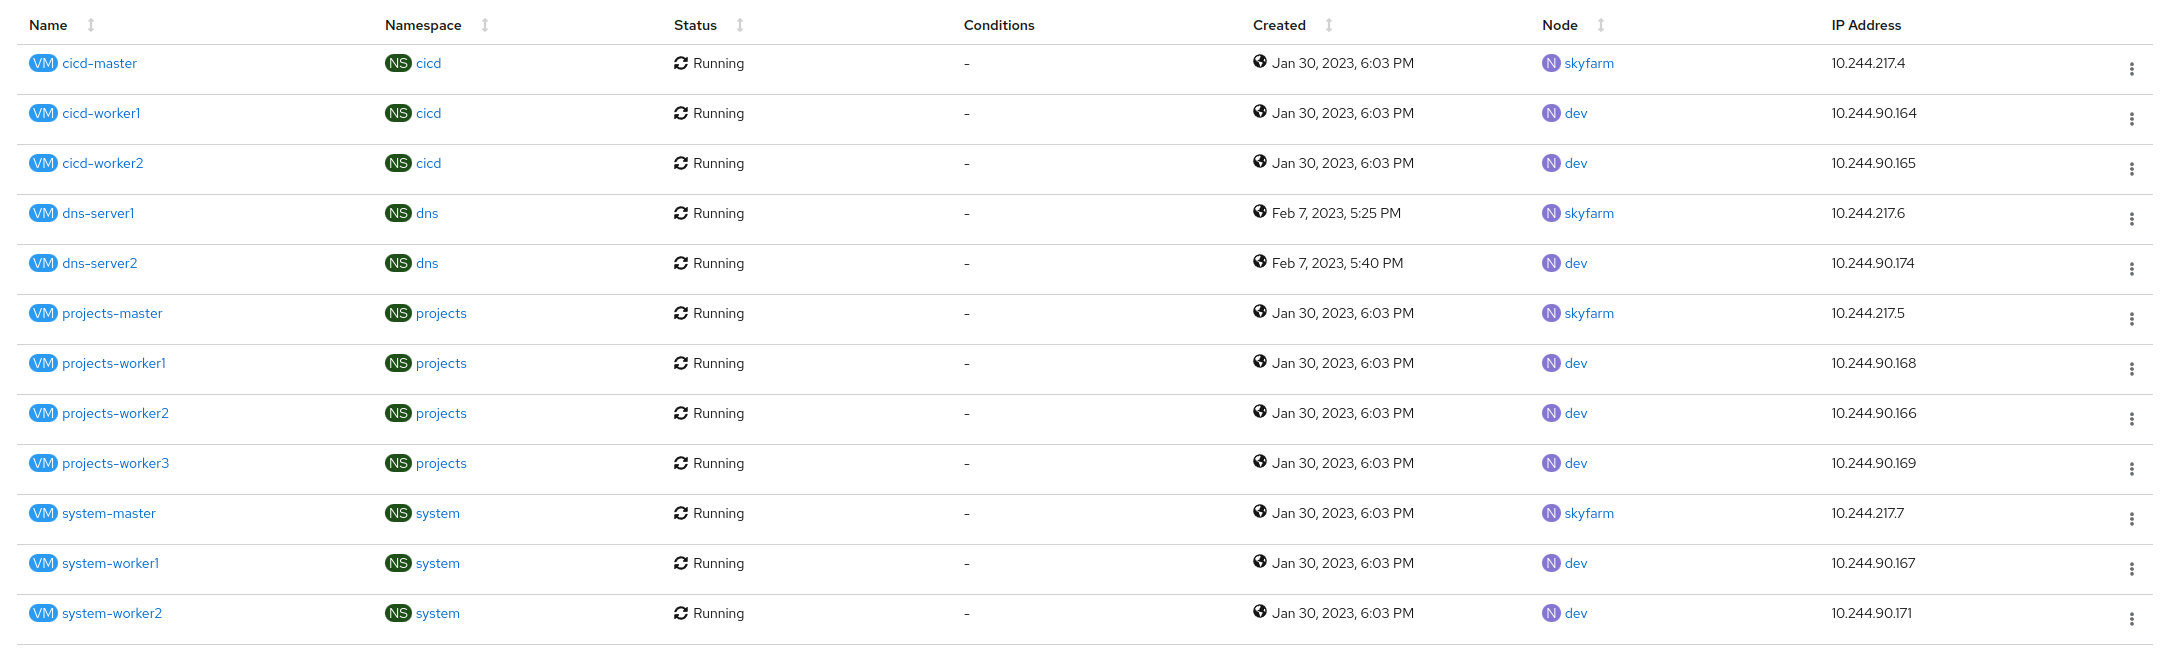 Name Namespace Status Conditions Created Node IP Address
VM cicd-master NS cicd Running - Jan 30, 2023, 6:03 PM N skyfarm 10.244.217.4
VM cicd-worker1 NS cicd Running - Jan 30, 2023, 6:03 PM N dev 10.244.90.164
VM cicd-worker2 NS cicd Running - Jan 30, 2023, 6:03 PM N dev 10.244.90.165
VM dns-server1 NS dns Running - Feb 7, 2023, 5:25 PM N skyfarm 10.244.217.6
VM dns-server2 NS dns Running - Feb 7, 2023, 5:40 PM N dev 10.244.90.174
VM projects-master NS projects Running - Jan 30, 2023, 6:03 PM N skyfarm 10.244.217.5
VM projects-worker1 NS projects Running - Jan 30, 2023, 6:03 PM N dev 10.244.90.168
VM projects-worker2 NS projects Running - Jan 30, 2023, 6:03 PM N dev 10.244.90.166
VM projects-worker3 NS projects Running - Jan 30, 2023, 6:03 PM N dev 10.244.90.169
VM system-master NS system Running - Jan 30, 2023, 6:03 PM N skyfarm 10.244.217.7
VM system-worker1 NS system Running - Jan 30, 2023, 6:03 PM N dev 10.244.90.167
VM system-worker2 NS system Running - Jan 30, 2023, 6:03 PM N dev 10.244.90.171